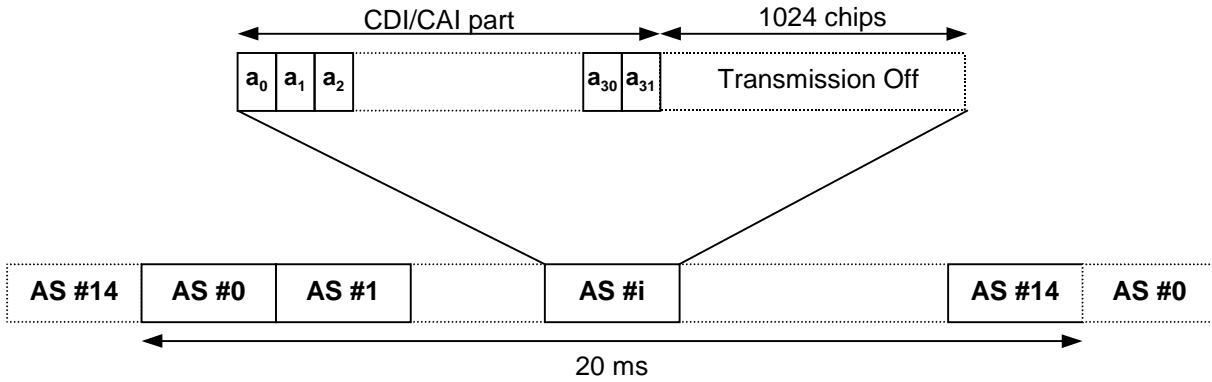 CDI/CAI part 1024 chips
a0 a1 a2 a30 a31 Transmission Off
AS #14 AS #0 AS #1 AS #i AS #14 AS #0
20 ms